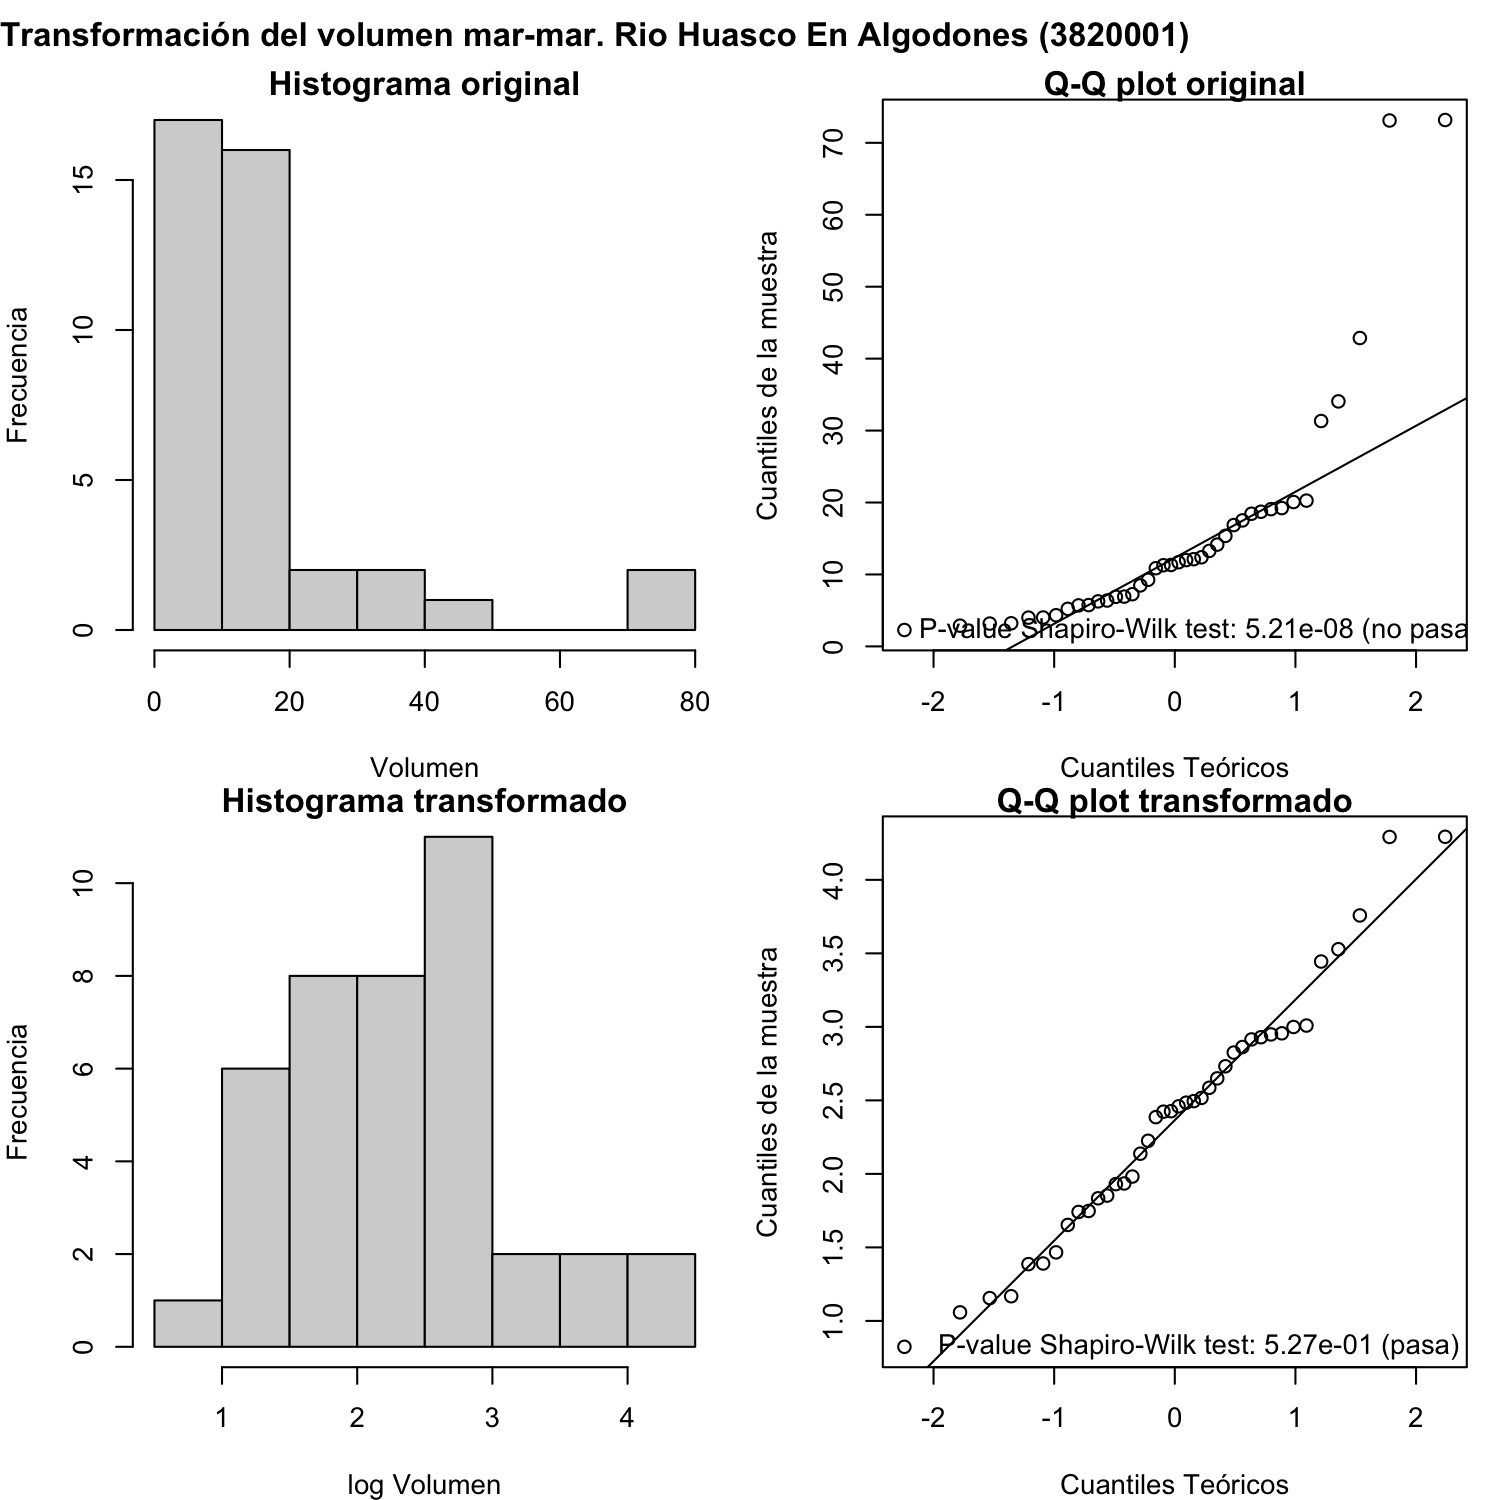 Transformación del volumen mar-mar. Rio Huasco En Algodones (3820001)
Histograma original
Frecuencia
15
10
5
0
0 20 40 60 80
Volumen
Q-Q plot original
Cuantiles de la muestra
70
60
50
40
30
20
10
0
P-value Shapiro-Wilk test: 5.21e-08 (no pasa
-2 -1 0 1 2
Cuantiles Teóricos
Histograma transformado
Frecuencia
10
8
6
4
2
0
1 2 3 4
log Volumen
Q-Q plot transformado
Cuantiles de la muestra
4.0
3.5
3.0
2.5
2.0
1.5
1.0
P-value Shapiro-Wilk test: 5.27e-01 (pasa)
-2 -1 0 1 2
Cuantiles Teóricos